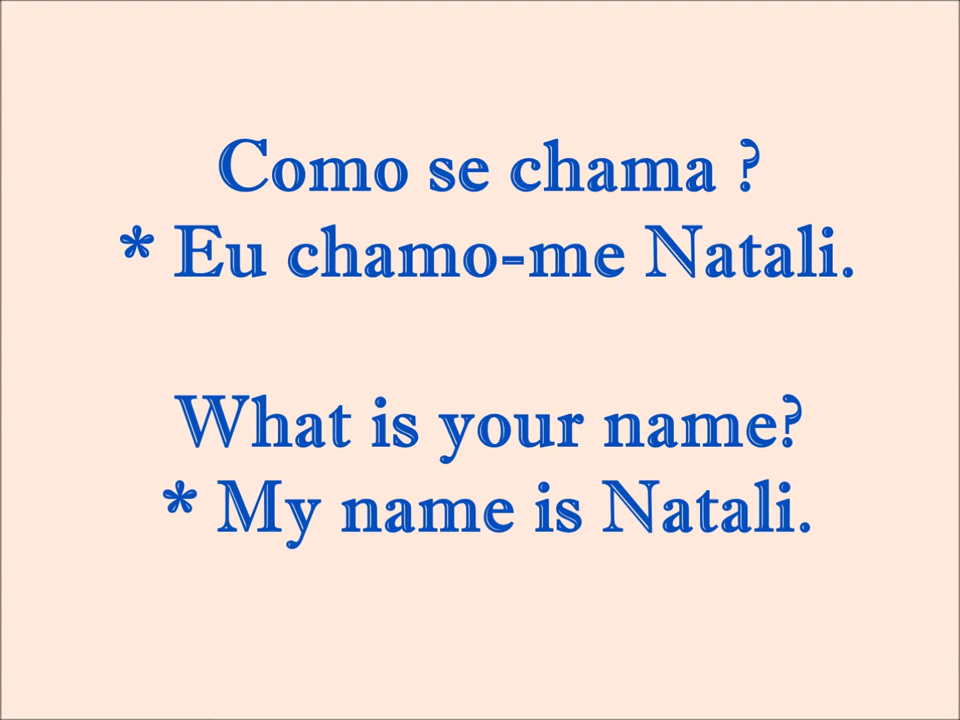 Como se chama ?
* Eu chamo-me Natali.
What is your name?
* My name is Natali.